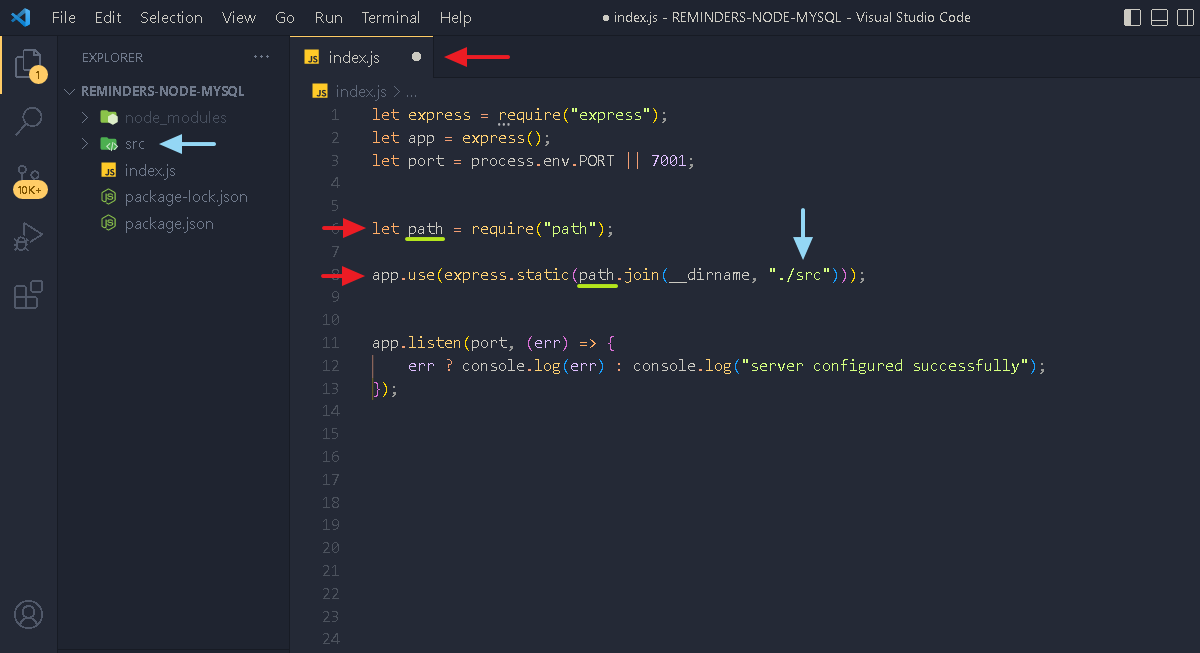 File Edit Selection View Go Run Terminal Help ● index.js - REMINDERS-NODE-MYSQL - Visual Studio Code
EXPLORER ...
REMINDERS-NODE-MYSQL
node_modules
src
index.js
package-lock.json
package.json
1
10K+
JS index.js ●
JS index.js > ...
1 let express = require("express");
2 let app = express();
3 let port = process.env.PORT || 7001;
4
5
6 let path = require("path");
7
8 app.use(express.static(path.join(__dirname, "./src")));
9
10
11 app.listen(port, (err) => {
12 err ? console.log(err) : console.log("server configured successfully");
13 });
14
15
16
17
18
19
20
21
22
23
24